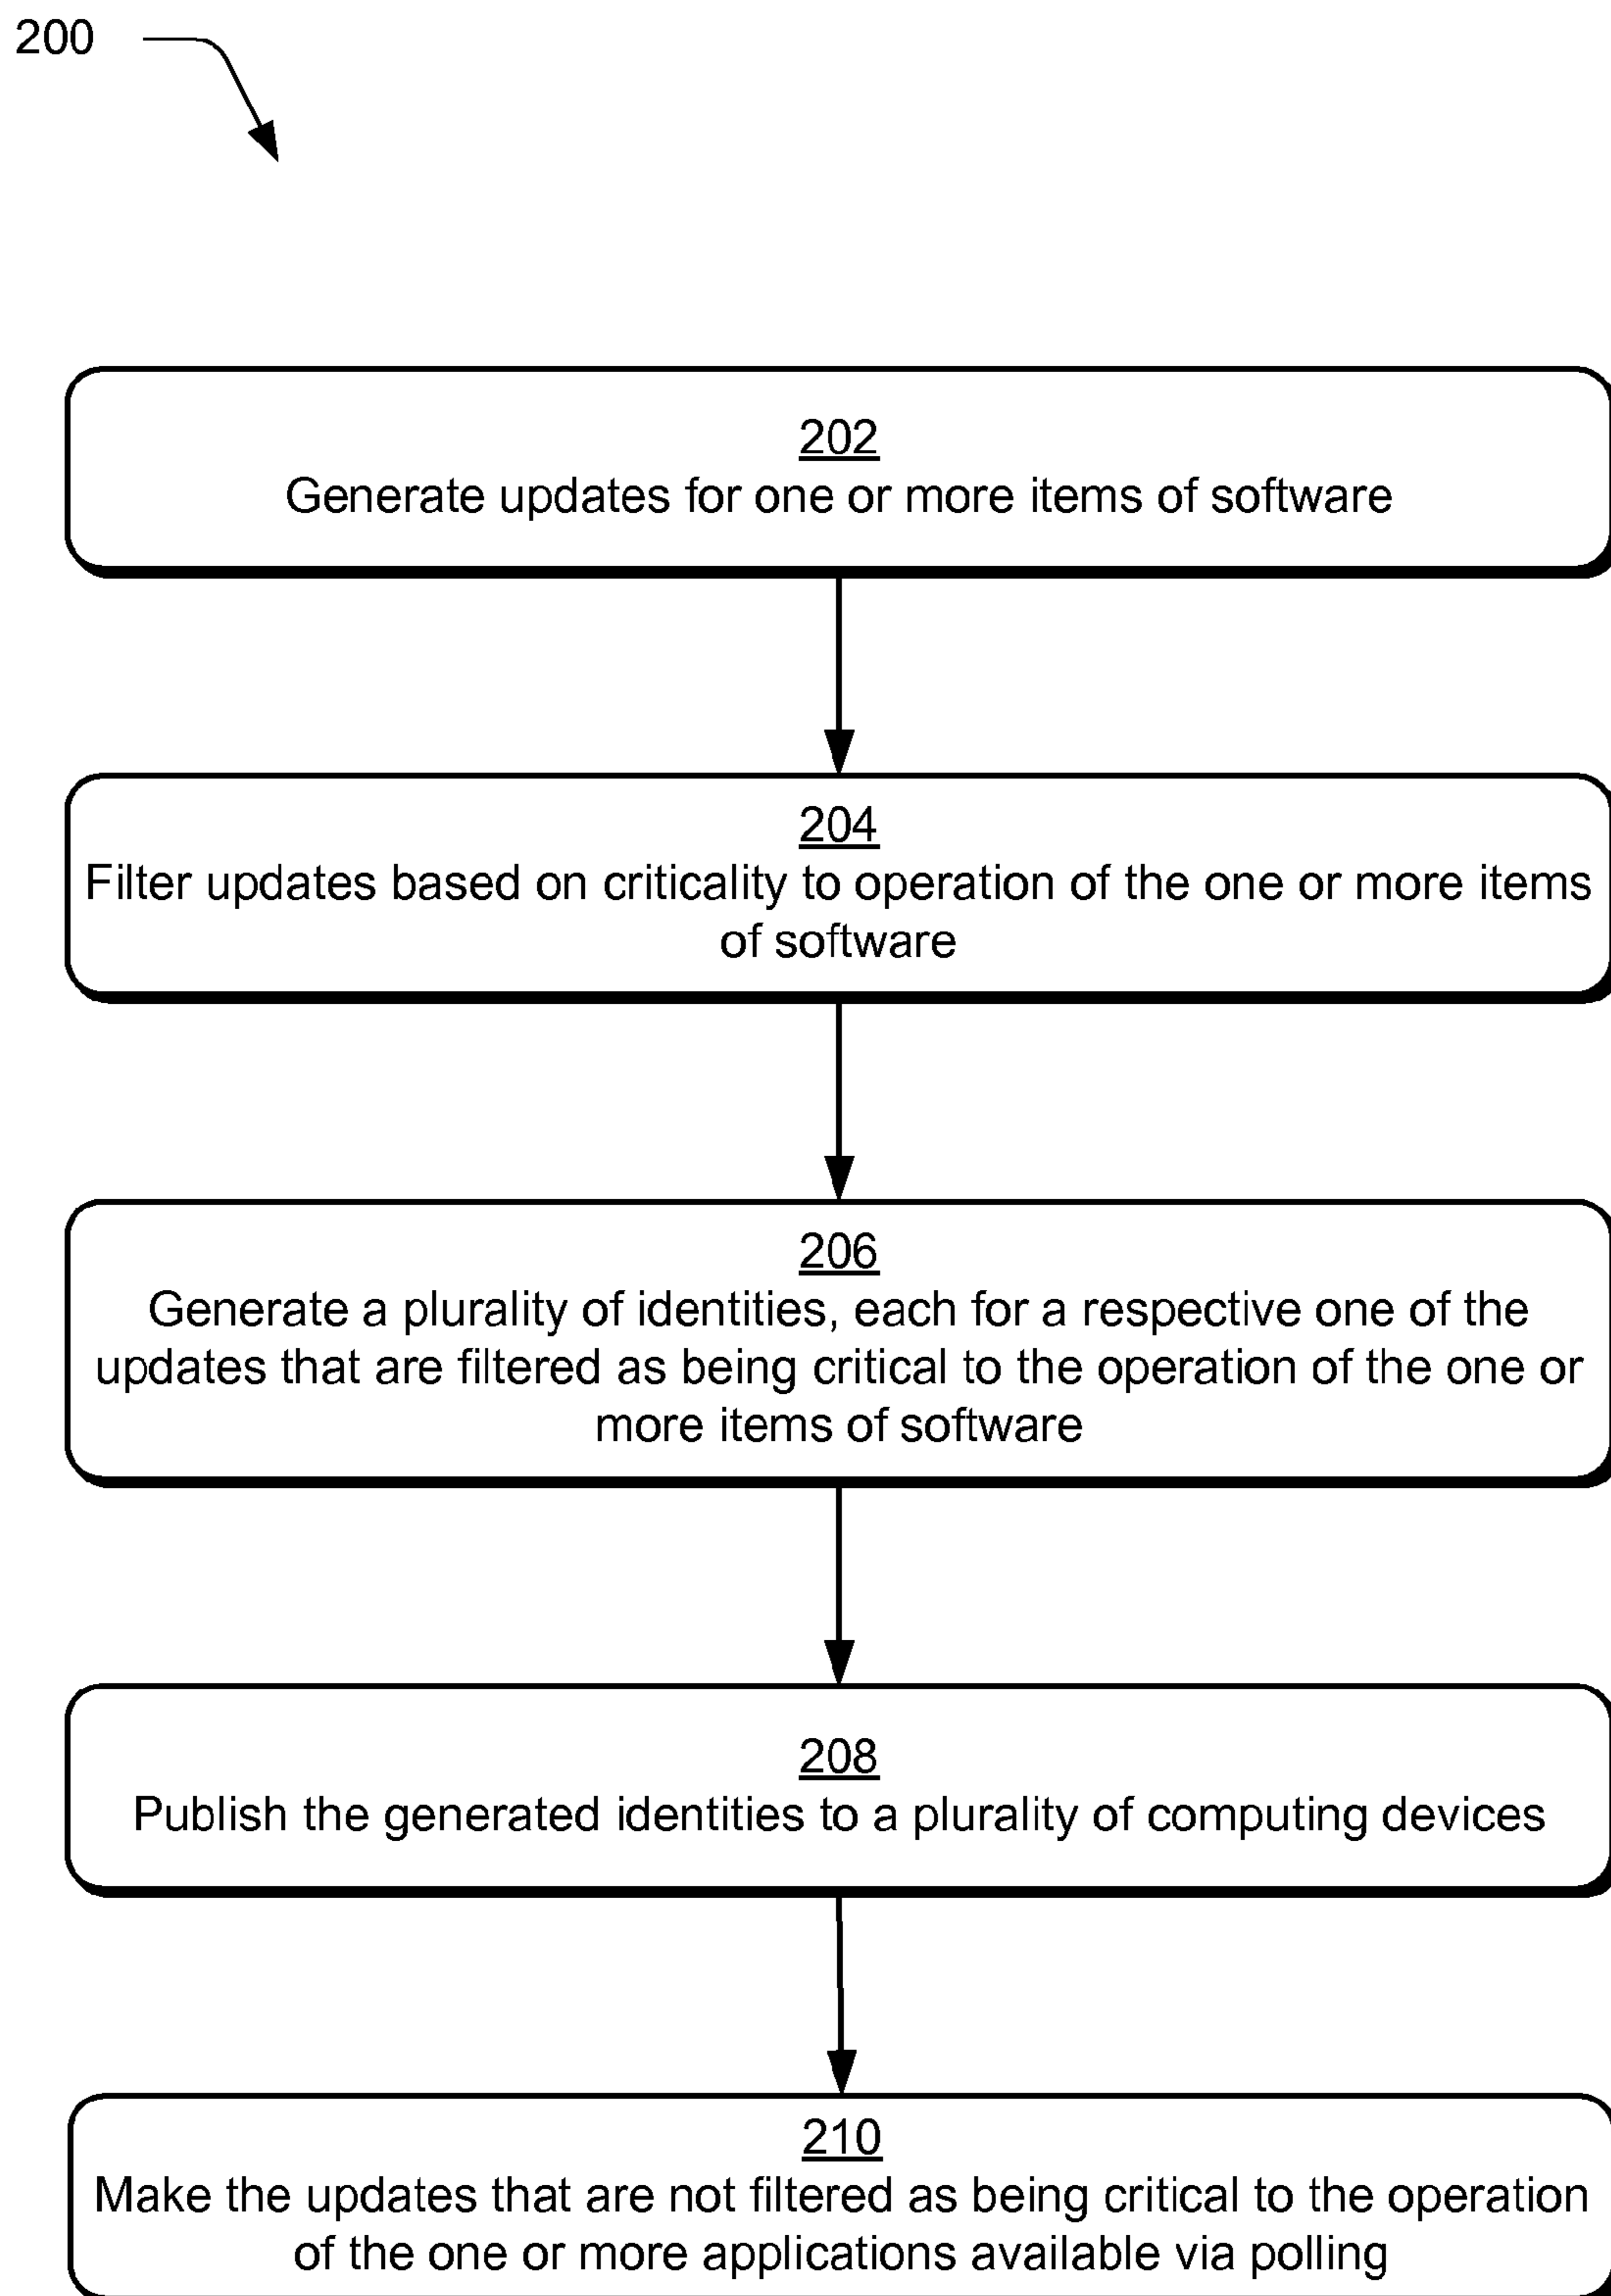 200
202
Generate updates for one or more items of software
204
Filter updates based on criticality to operation of the one or more items
of software
206
Generate a plurality of identities, each for a respective one of the
updates that are filtered as being critical to the operation of the one or
more items of software
208
Publish the generated identities to a plurality of computing devices
210
Make the updates that are not filtered as being critical to the operation
of the one or more applications available via polling